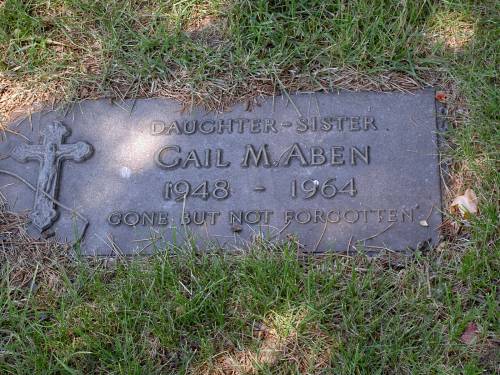 DAUGHTER - SISTER
GAIL M. ABEN
1948 - 1964
GONE BUT NOT FORGOTTEN